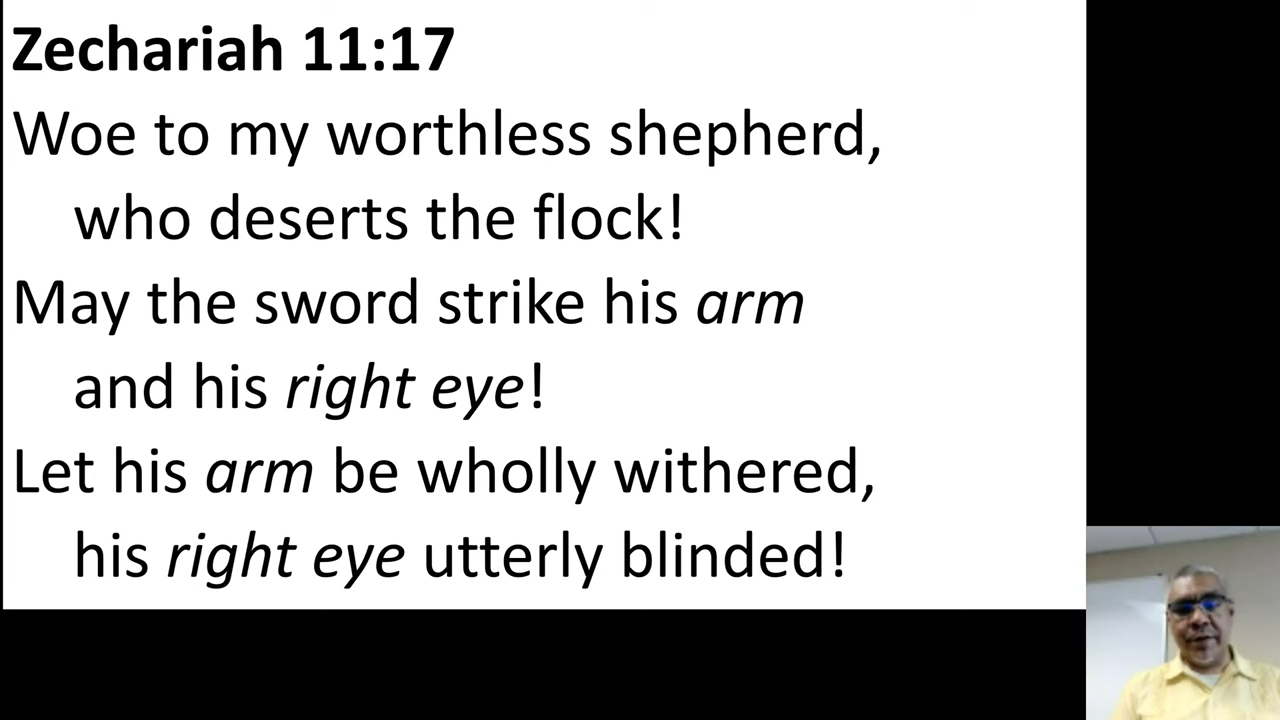 Zechariah 11:17
Woe to my worthless shepherd,
who deserts the flock!
May the sword strike his arm
and his right eye!
Let his arm be wholly withered,
his right eye utterly blinded!